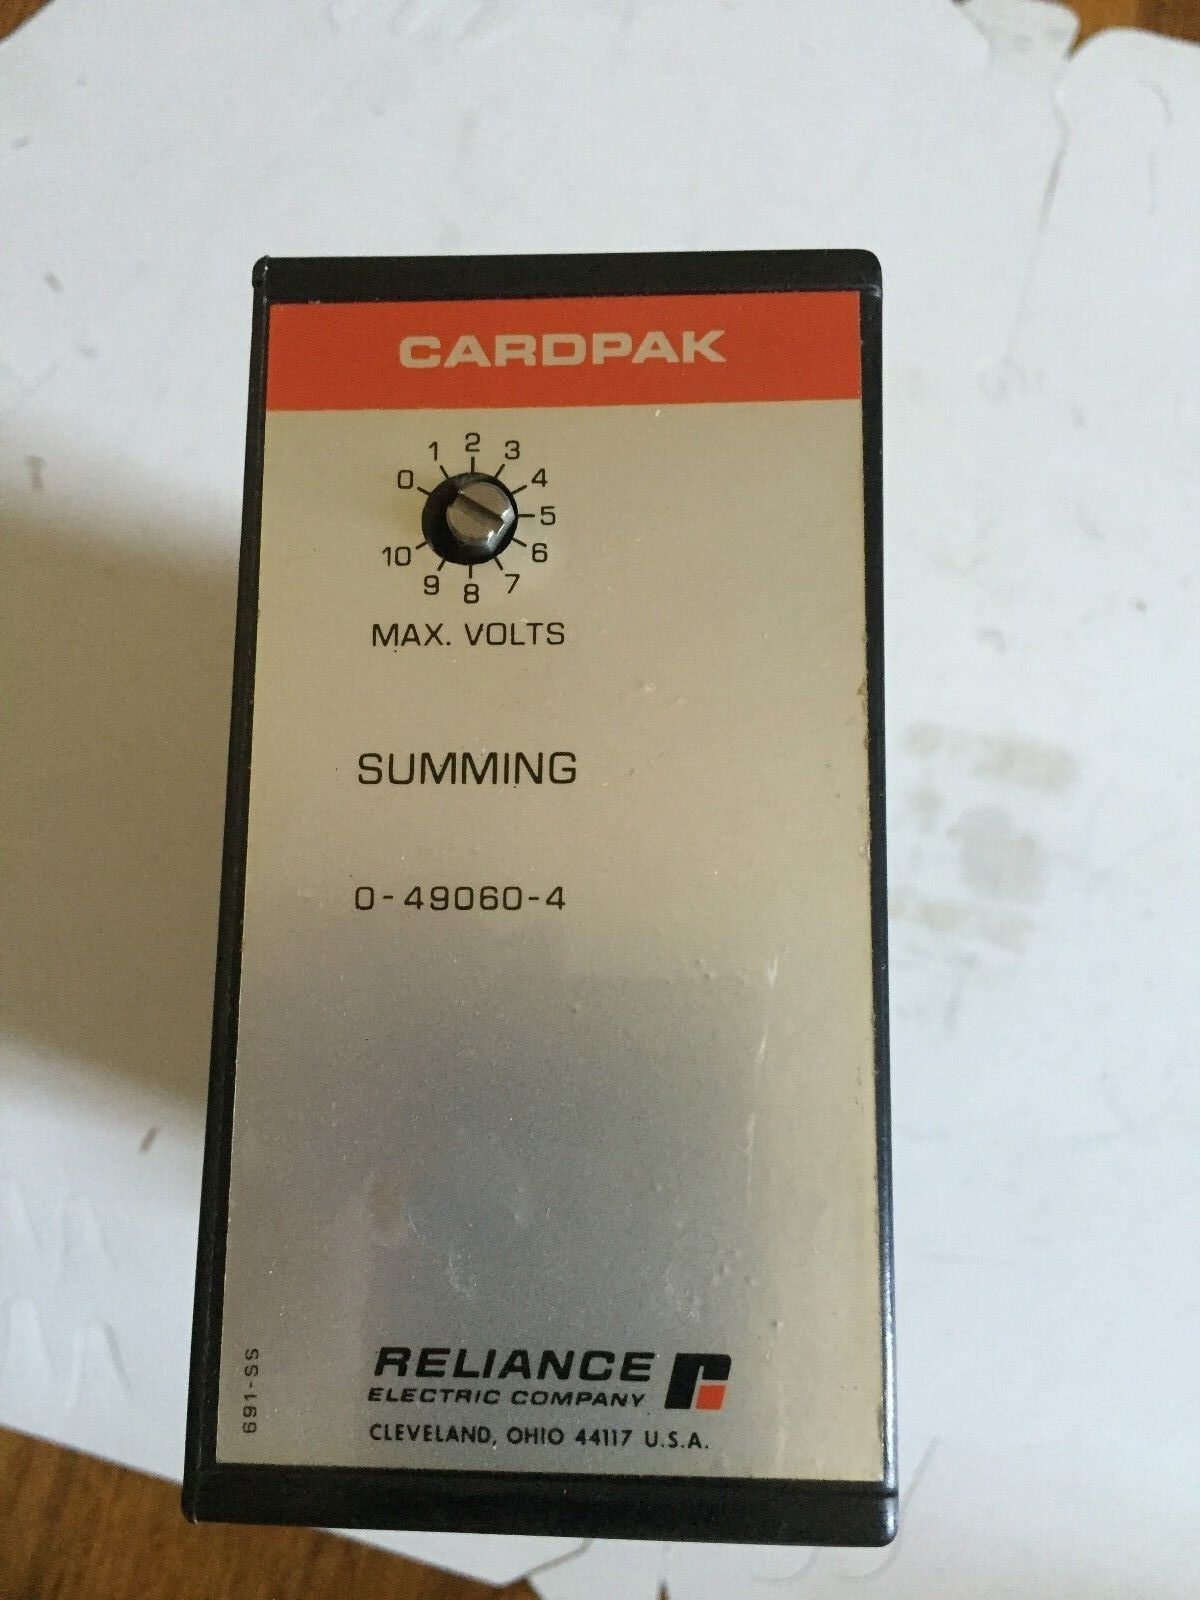 CARDPAK
0 1 2 3 4 5 6 7 8 9 10
MAX. VOLTS
SUMMING
0-49060-4
691-SS
RELIANCE
ELECTRIC COMPANY
CLEVELAND, OHIO 44117 U.S.A.